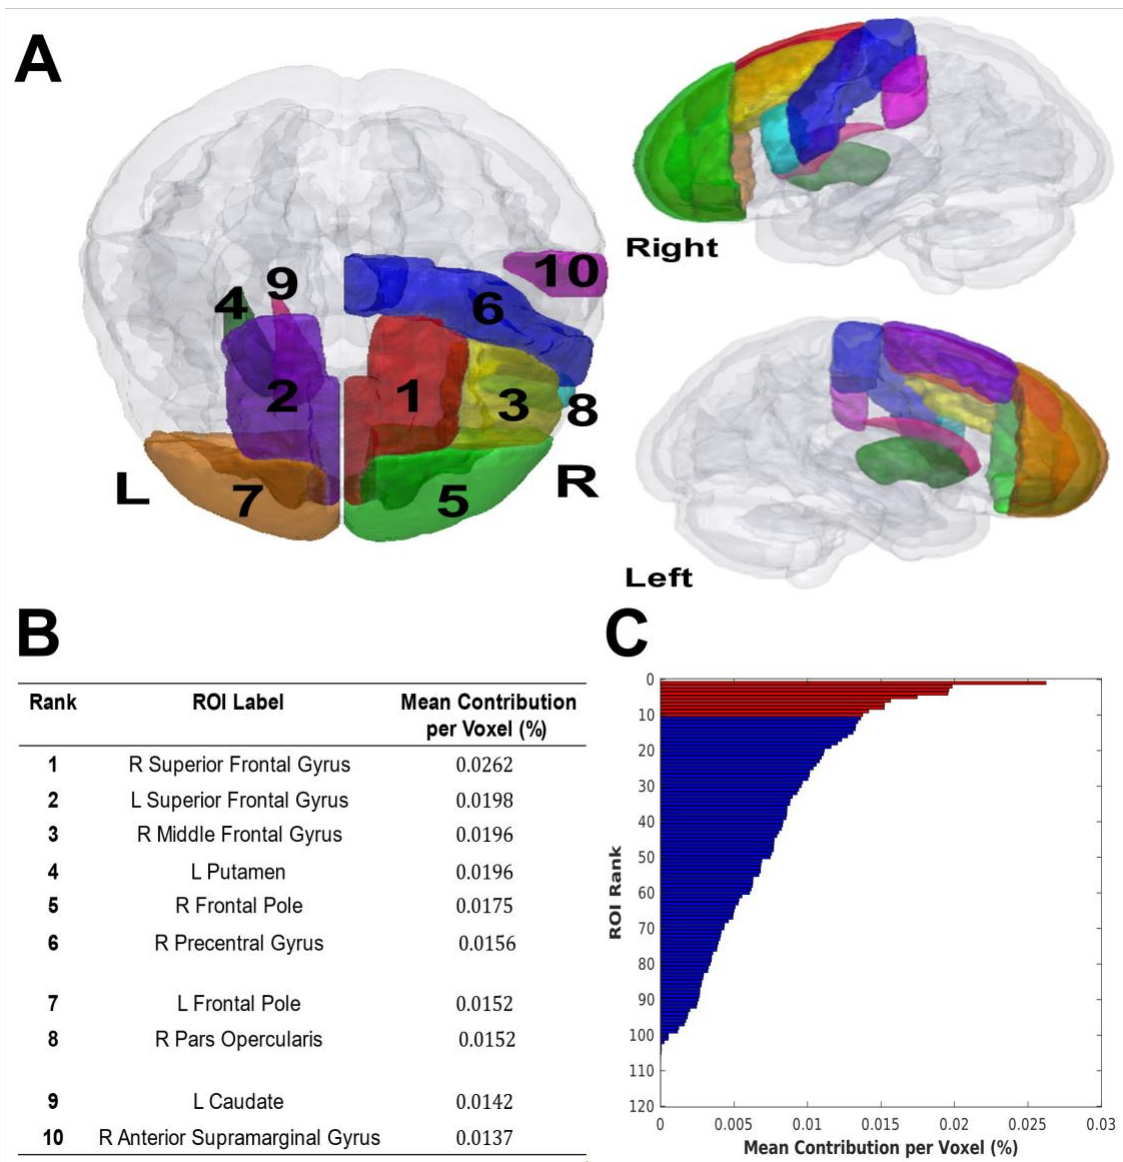 A
10
9
4
6
2
1
3
8
L
R
7
5
Right
Left
B
Rank ROI Label Mean Contribution
per Voxel (%)
1 R Superior Frontal Gyrus 0.0262
2 L Superior Frontal Gyrus 0.0198
3 R Middle Frontal Gyrus 0.0196
4 L Putamen 0.0196
5 R Frontal Pole 0.0175
6 R Precentral Gyrus 0.0156
7 L Frontal Pole 0.0152
8 R Pars Opercularis 0.0152
9 L Caudate 0.0142
10 R Anterior Supramarginal Gyrus 0.0137
C
0
10
20
30
40
50
60
70
80
90
100
110
120
ROI Rank
0 0.005 0.01 0.015 0.02 0.025 0.03
Mean Contribution per Voxel (%)